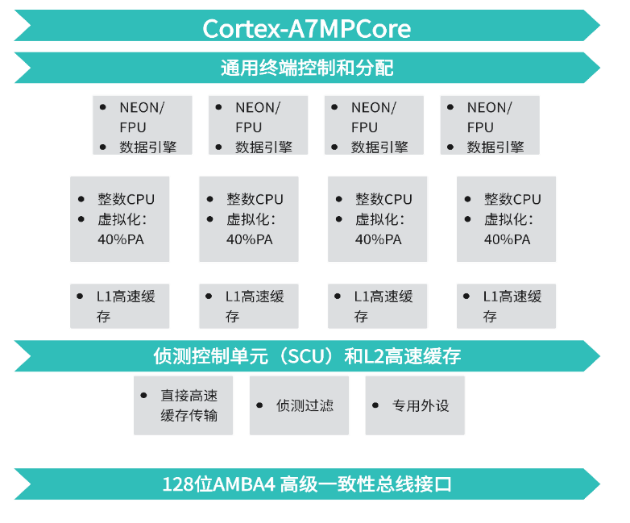 Cortex-A7MPCore
通用终端控制和分配
• NEON/
FPU
• 数据引擎
• NEON/
FPU
• 数据引擎
• NEON/
FPU
• 数据引擎
• NEON/
FPU
• 数据引擎
• 整数CPU
• 虚拟化：
40%PA
• 整数CPU
• 虚拟化：
40%PA
• 整数CPU
• 虚拟化：
40%PA
• 整数CPU
• 虚拟化：
40%PA
• L1高速缓
存
• L1高速缓
存
• L1高速缓
存
• L1高速缓
存
侦测控制单元（SCU）和L2高速缓存
• 直接高速
缓存传输
• 侦测过滤
• 专用外设
128位AMBA4 高级一致性总线接口